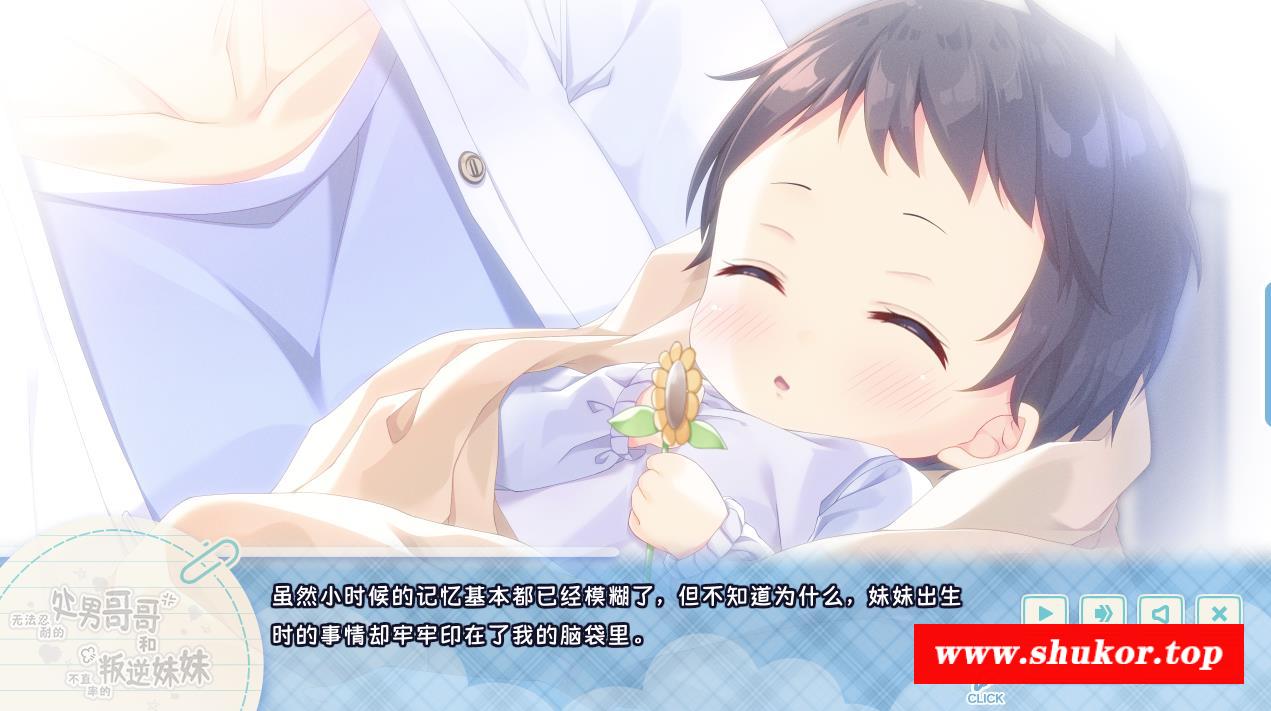 虽然小时候的记忆基本都已经模糊了，但不知道为什么，妹妹出生
时的事情却牢牢印在了我的脑袋里。
无法忍耐的
处男哥哥
和
不直率的
叛逆妹妹
www.shukor.top
CLICK